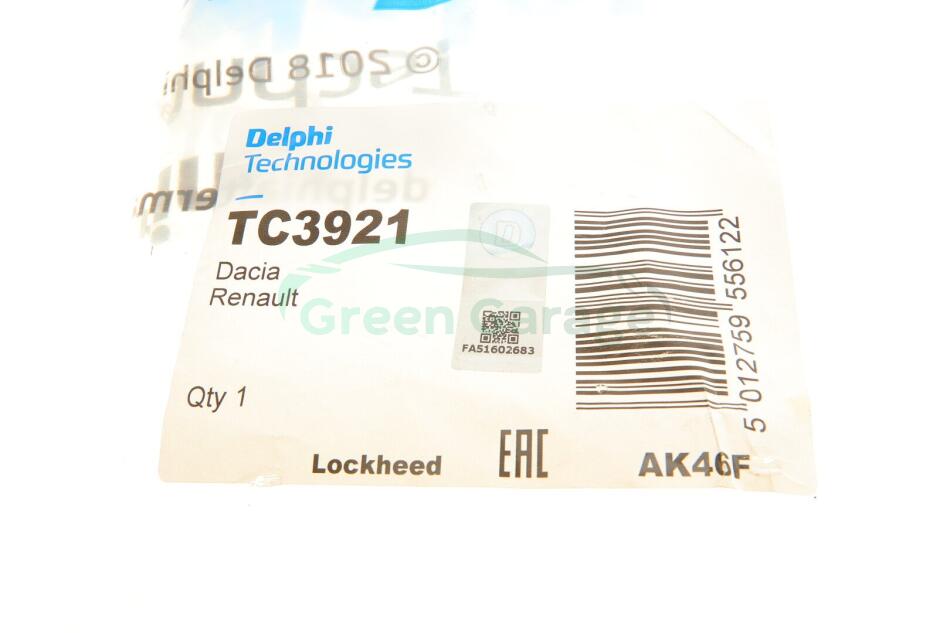 © 2018 Delphi
Delphi
Technologies
TC3921
Dacia
Renault
Green Garage
FA51602683
5 012759 556122
Qty 1
Lockheed
EAC
AK46F